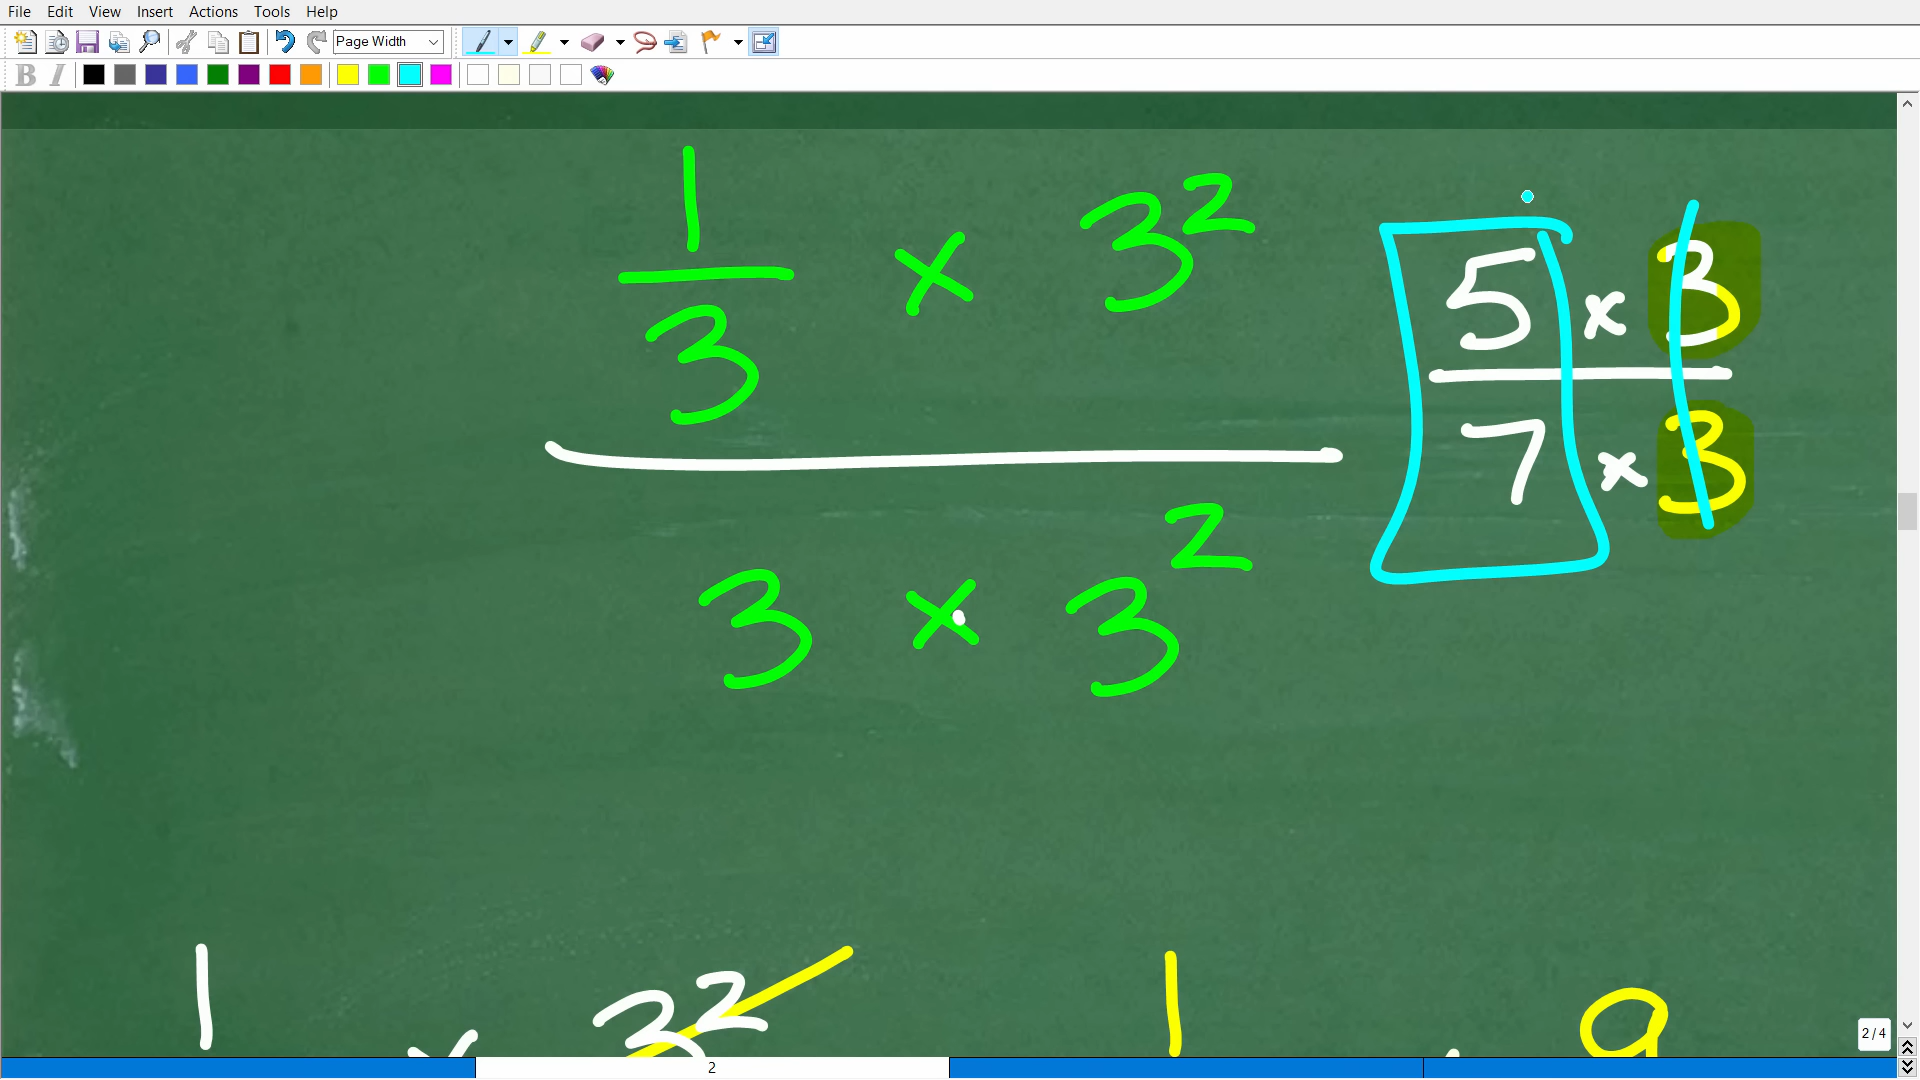 File Edit View Insert Actions Tools Help
Page Width
B I
1
3
× 3²
3 × 3²
5 × 3
7 × 3
1 3² 1 9
2/4
2